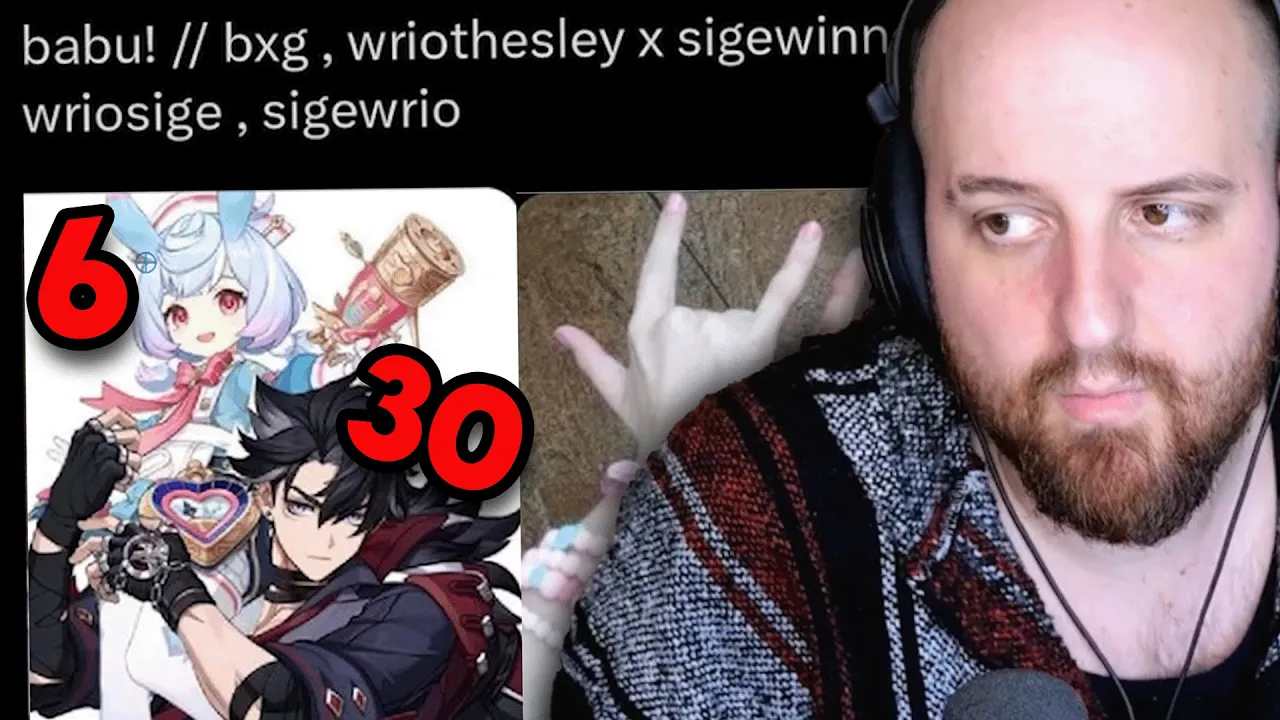 babu! // bxg , wriothesley x sigewinn
wriosige , sigewrio
6
30